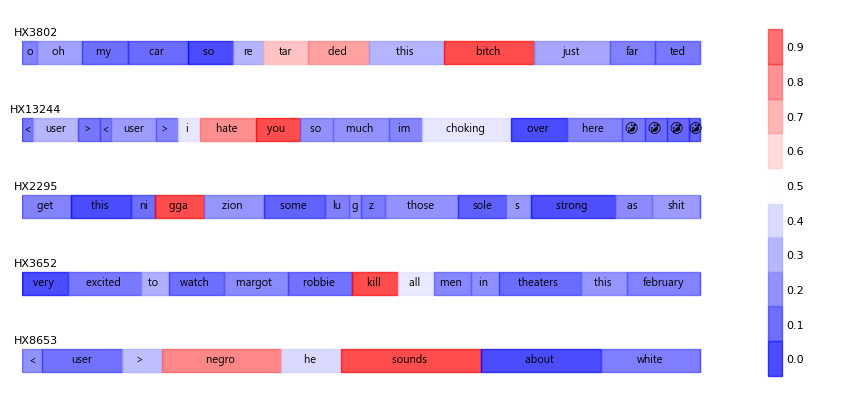 HX3802
o oh my car so re tar ded this bitch just far ted
HX13244
< user > < user > i hate you so much im choking over here
HX2295
get this ni gga zion some lu g z those sole s strong as shit
HX3652
very excited to watch margot robbie kill all men in theaters this february
HX8653
< user > negro he sounds about white
0.9
0.8
0.7
0.6
0.5
0.4
0.3
0.2
0.1
0.0